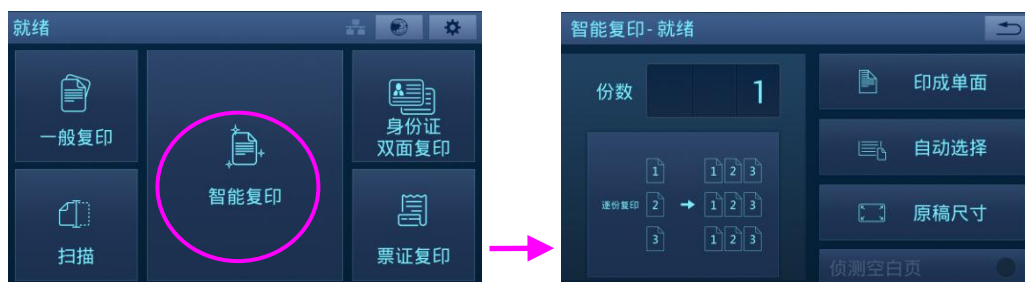 就绪
一般复印
智能复印
身份证
双面复印
扫描
票证复印
智能复印-就绪
份数
1
印成单面
自动选择
原稿尺寸
侦测空白页
逐份复印
1 1 2 3
2 1 2 3
3 1 2 3